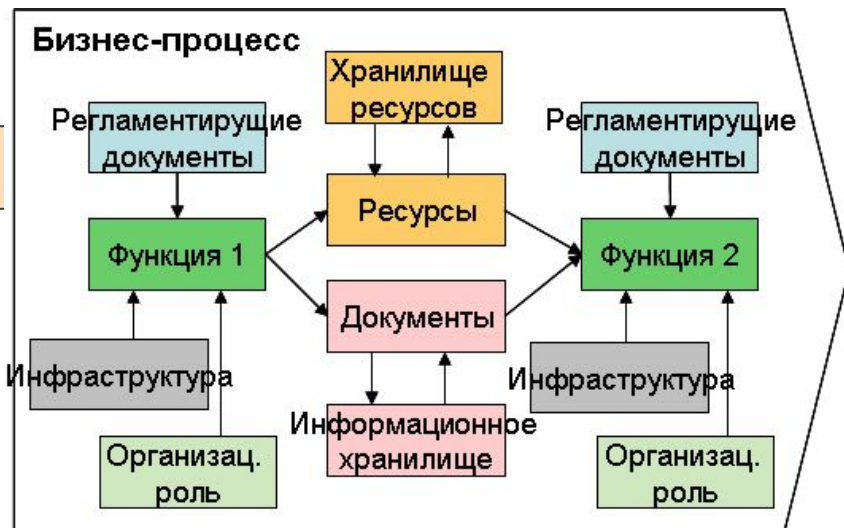 Бизнес-процесс
Хранилище
ресурсов
Регламентирущие
документы
Регламентирущие
документы
Ресурсы
Функция 1
Функция 2
Документы
Инфраструктура
Инфраструктура
Информационное
хранилище
Организац.
роль
Организац.
роль